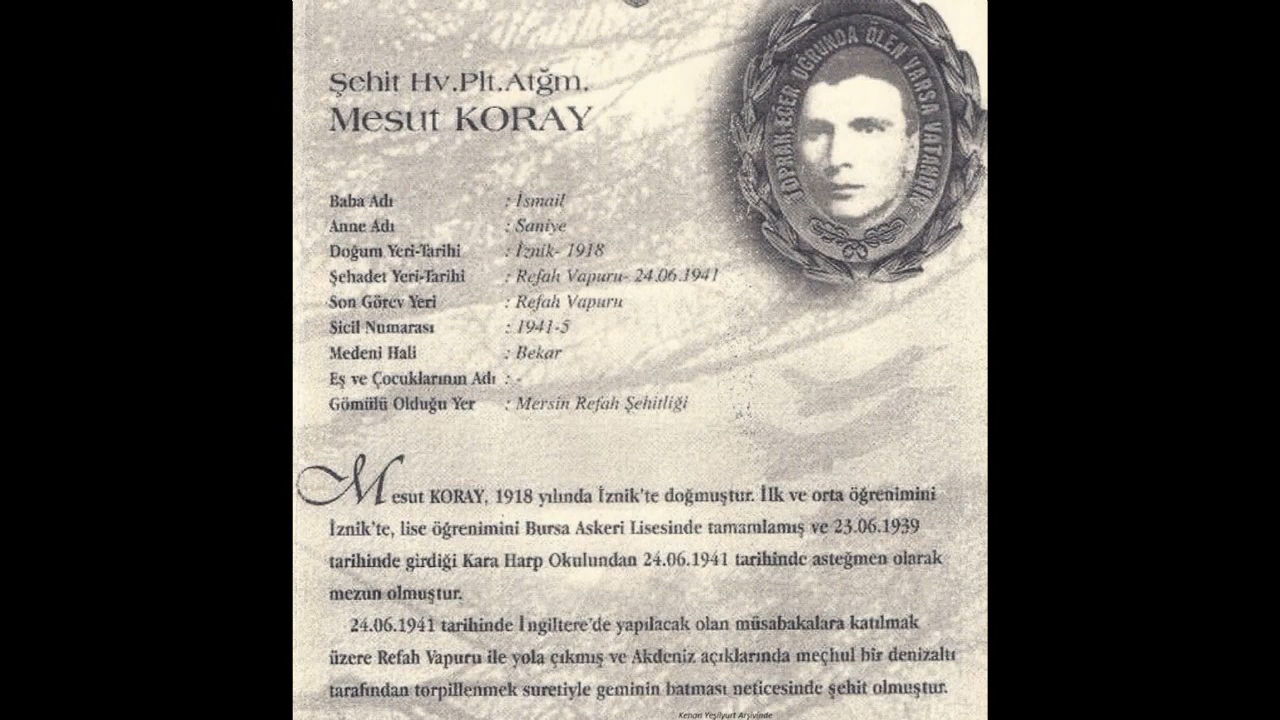 TOPRAK EĞER UĞRUNDA ÖLEN VARSA VATANDIR
Şehit Hv.Plt.Atğm.
Mesut KORAY
Baba Adı : İsmail
Anne Adı : Saniye
Doğum Yeri-Tarihi : İznik- 1918
Şehadet Yeri-Tarihi : Refah Vapuru- 24.06.1941
Son Görev Yeri : Refah Vapuru
Sicil Numarası : 1941-5
Medeni Hali : Bekar
Eş ve Çocuklarının Adı : -
Gömülü Olduğu Yer : Mersin Refah Şehitliği
Mesut KORAY, 1918 yılında İznik'te doğmuştur. İlk ve orta öğrenimini
İznik'te, lise öğrenimini Bursa Askeri Lisesinde tamamlamış ve 23.06.1939
tarihinde girdiği Kara Harp Okulundan 24.06.1941 tarihinde asteğmen olarak
mezun olmuştur.
24.06.1941 tarihinde İngiltere'de yapılacak olan müsabakalara katılmak
üzere Refah Vapuru ile yola çıkmış ve Akdeniz açıklarında meçhul bir denizaltı
tarafından torpillenmek suretiyle geminin batması neticesinde şehit olmuştur.
Kenan Yeşilyurt Arşivinde